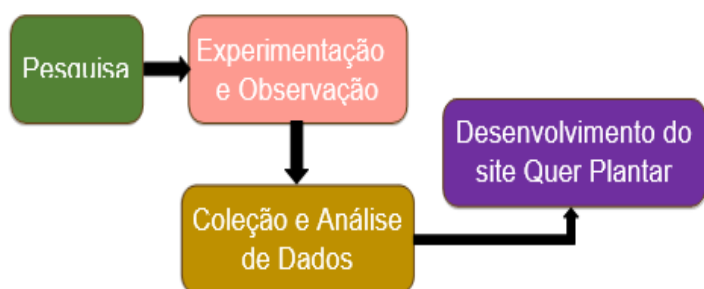 Pesquisa
Experimentação
e Observação
Coleção e Análise
de Dados
Desenvolvimento do
site Quer Plantar